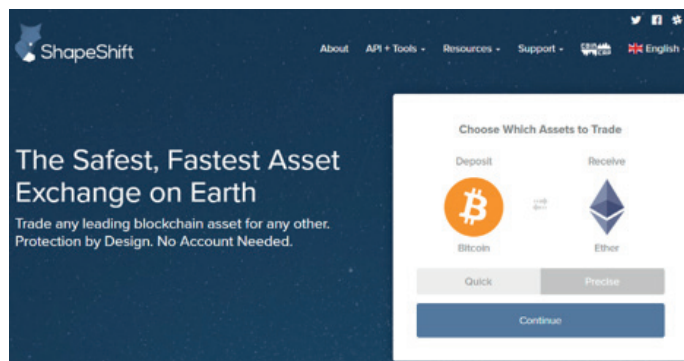 ShapeShift
About API + Tools Resources Support English
The Safest, Fastest Asset
Exchange on Earth
Trade any leading blockchain asset for any other.
Protection by Design. No Account Needed.
Choose Which Assets to Trade
Deposit Receive
Bitcoin Ether
Quick Precise
Continue